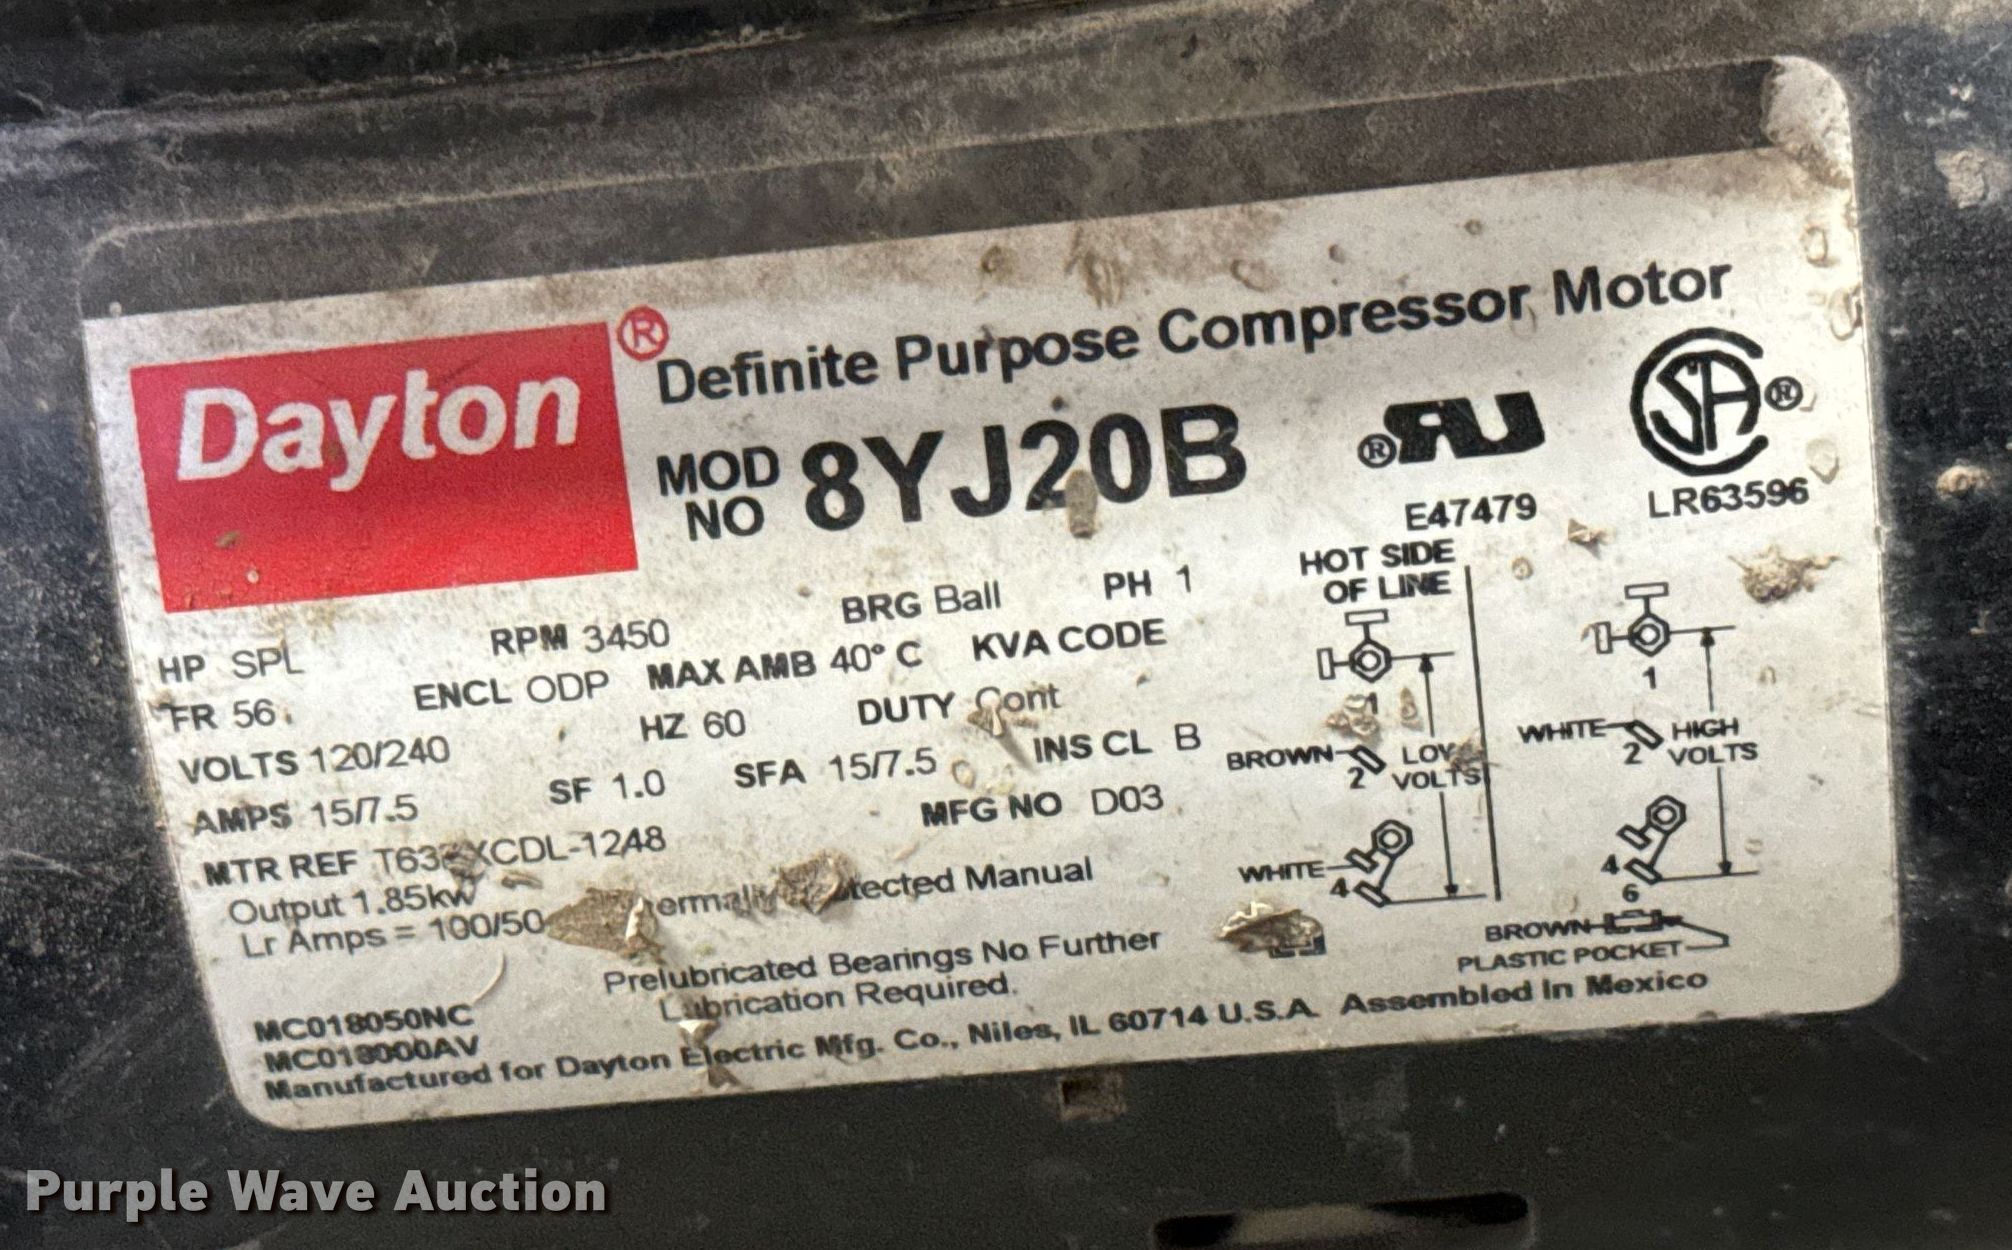 Dayton ®
Definite Purpose Compressor Motor
MOD NO 8YJ20B
E47479
LR63596
HP SPL RPM 3450 BRG Ball PH 1
FR 56 ENCL ODP MAX AMB 40° C KVA CODE
VOLTS 120/240 HZ 60 DUTY Cont
AMPS 15/7.5 SF 1.0 SFA 15/7.5 INS CL B
MTR REF MFG NO D03
Output 1.85kw
Lr Amps = 100/50 Manual
Prelubricated Bearings No Further
Lubrication Required.
MC018050NC
MC018000AV
Manufactured for Dayton Electric Mfg. Co., Niles, IL 60714 U.S.A. Assembled In Mexico
HOT SIDE
OF LINE
1
BROWN 2 LOW VOLTS
WHITE 4
1
WHITE 2 HIGH VOLTS
4
6
BROWN
PLASTIC POCKET
Purple Wave Auction